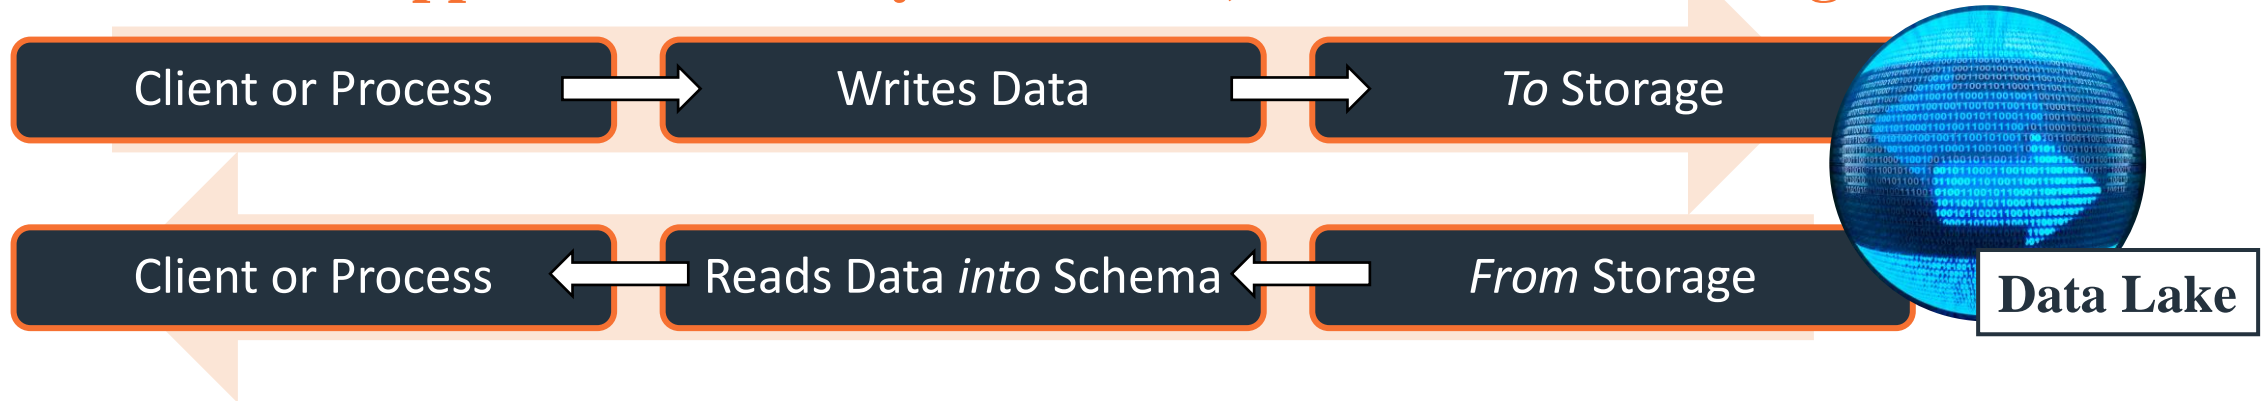 Client or Process
Writes Data
To Storage
Client or Process
Reads Data into Schema
From Storage
Data Lake